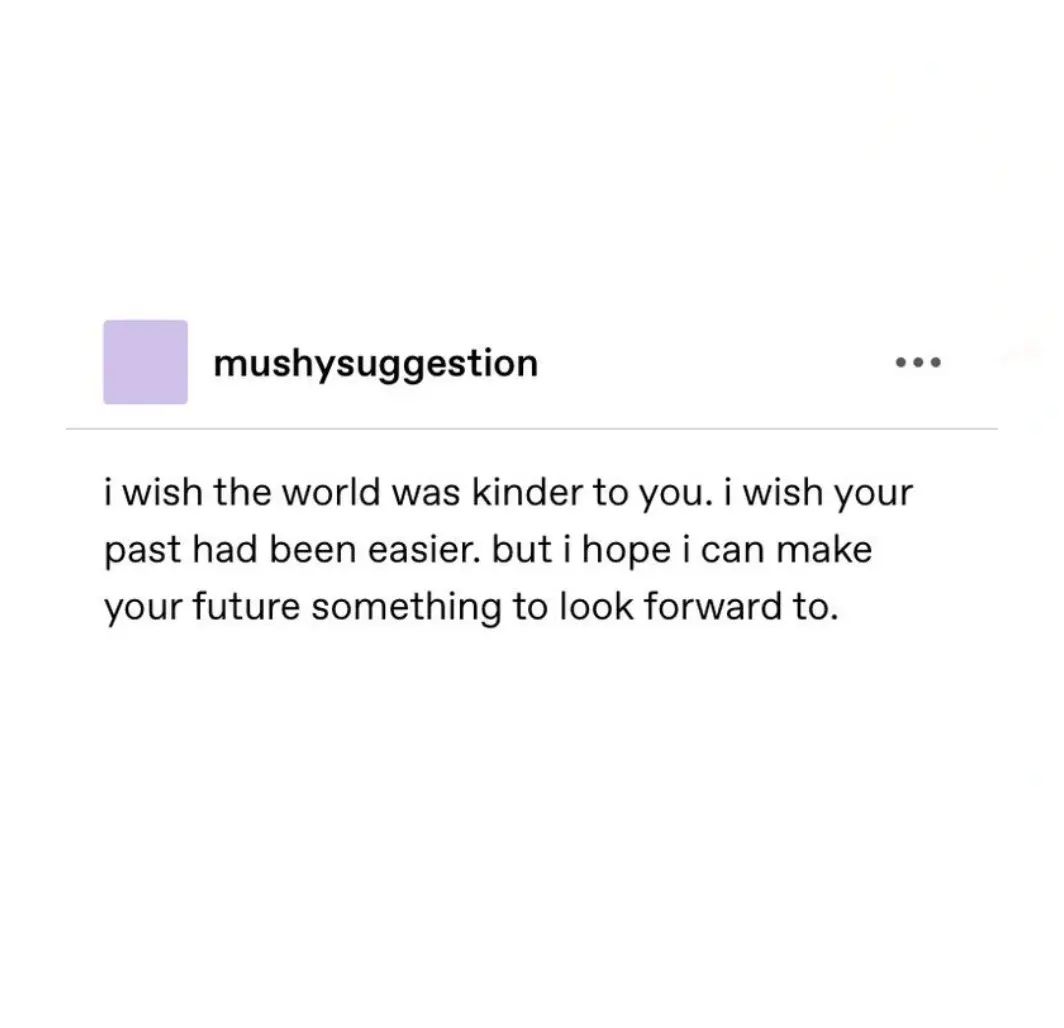 mushysuggestion
i wish the world was kinder to you. i wish your
past had been easier. but i hope i can make
your future something to look forward to.